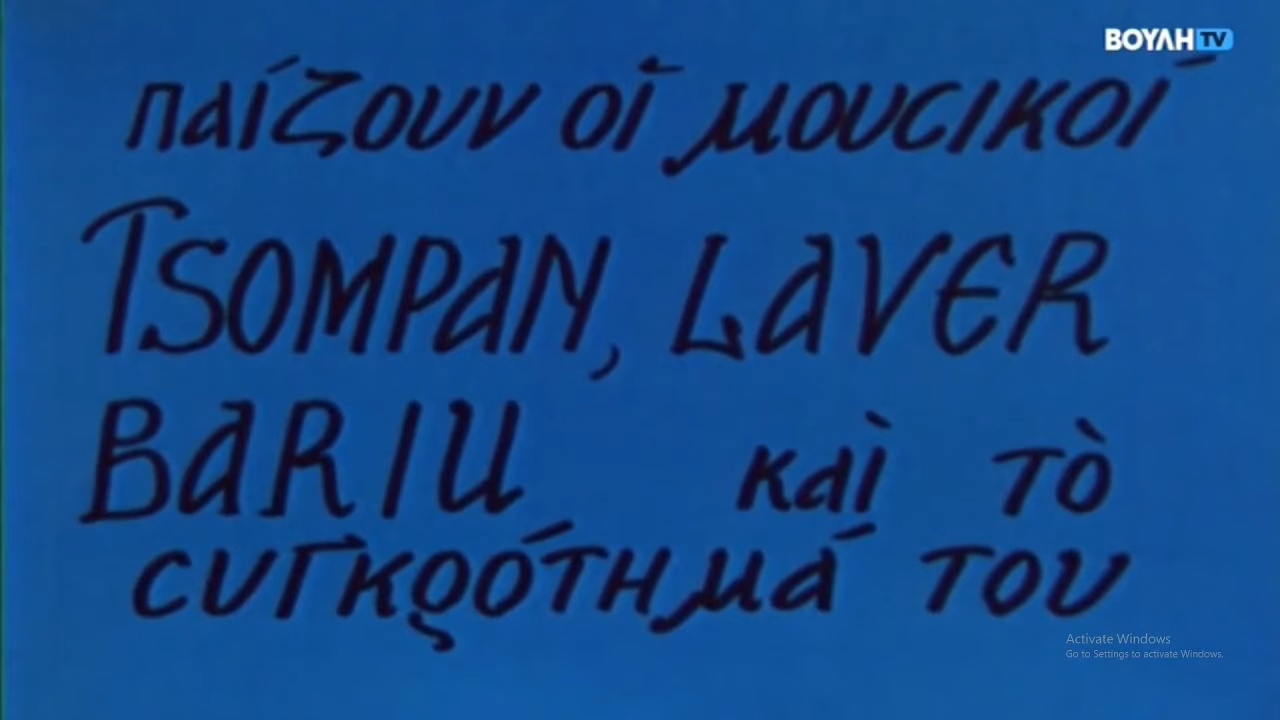 ΒΟΥΛΗ TV
παίζουν οἱ μουσικοί
TSOMPAN, LAVER
BARIU καὶ τὸ
συγκρότημά του
Activate Windows
Go to Settings to activate Windows.